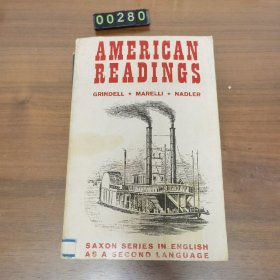 00280
AMERICAN
READINGS
GRINDELL • MARELLI • NADLER
SAXON SERIES IN ENGLISH
AS A SECOND LANGUAGE